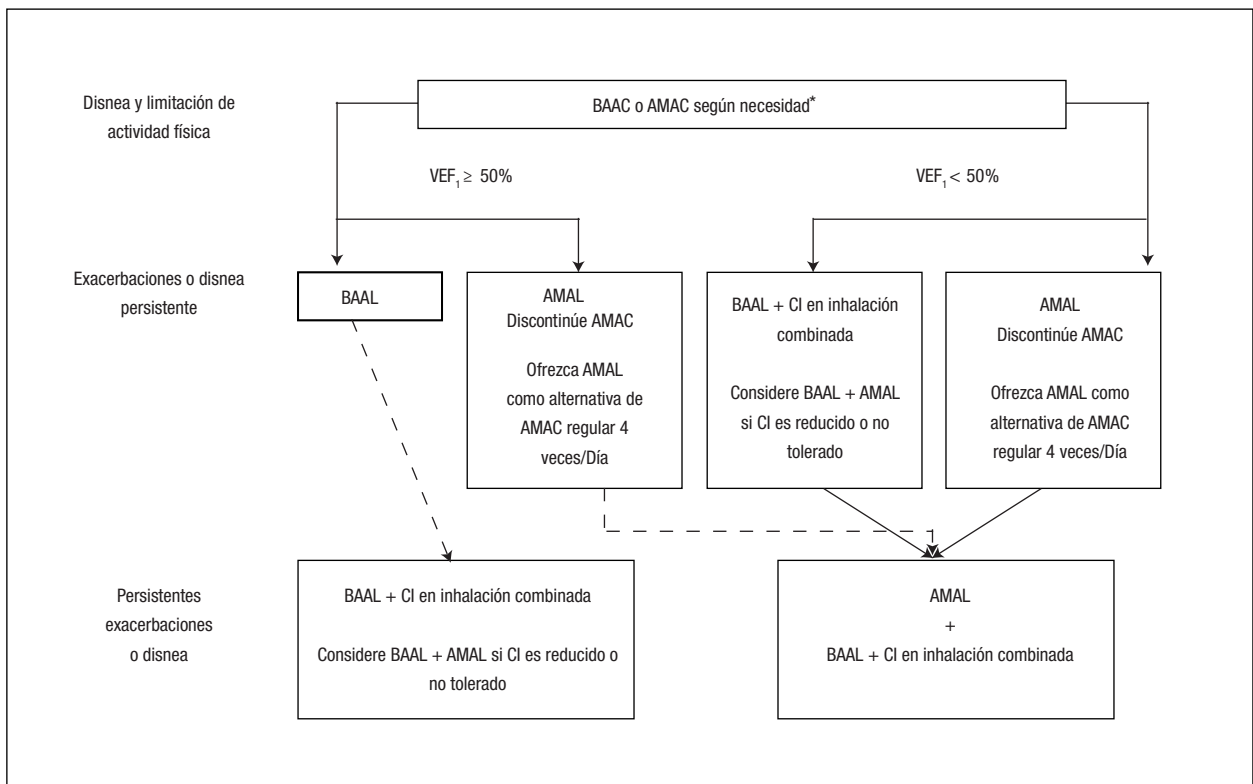 Disnea y limitación de
actividad física
BAAC o AMAC según necesidad*
VEF1 ≥ 50%
VEF1 < 50%
Exacerbaciones o disnea
persistente
BAAL
AMAL
Discontinúe AMAC
Ofrezca AMAL
como alternativa de
AMAC regular 4
veces/Día
BAAL + CI en inhalación
combinada
Considere BAAL + AMAL
si CI es reducido o no
tolerado
AMAL
Discontinúe AMAC
Ofrezca AMAL como
alternativa de AMAC
regular 4 veces/Día
Persistentes
exacerbaciones
o disnea
BAAL + CI en inhalación combinada
Considere BAAL + AMAL si CI es reducido o
no tolerado
AMAL
+
BAAL + CI en inhalación combinada